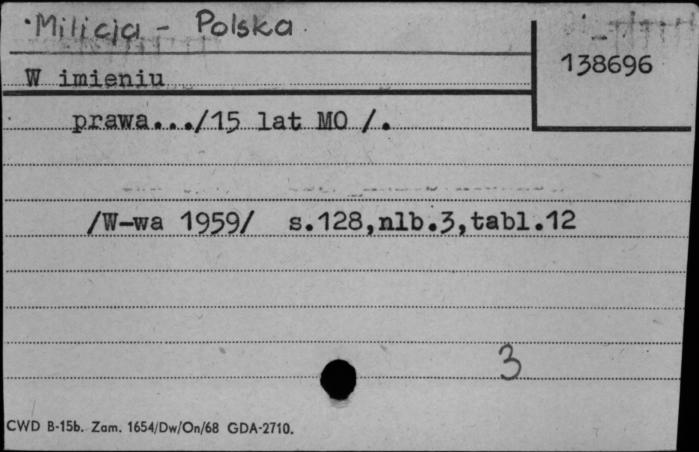 Milicja - Polska
138696
W imieniu
prawa.../15 lat MO /.
/W-wa 1959/ s.128,nlb.3,tabl.12
3
CWD B-15b. Zam. 1654/Dw/On/68 GDA-2710.